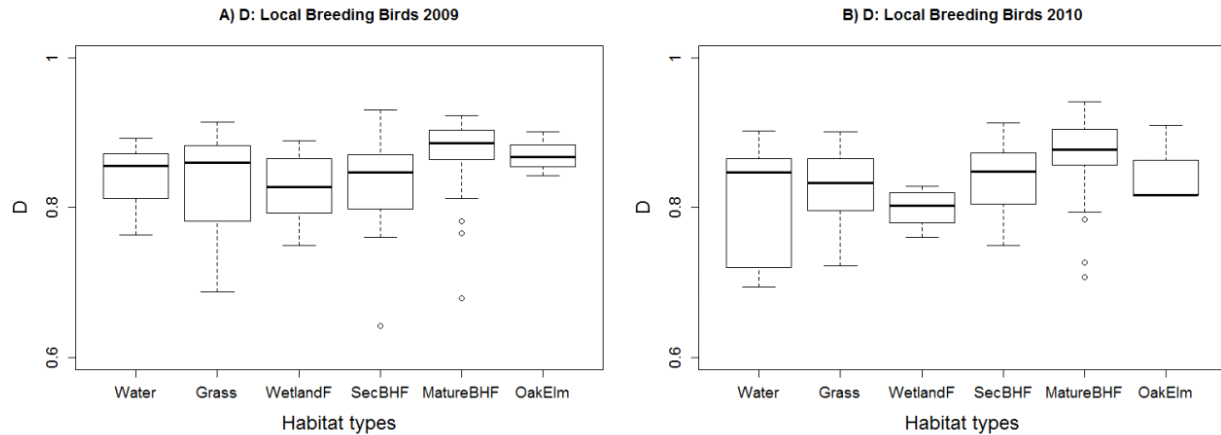 A) D: Local Breeding Birds 2009
1
0.8
0.6
D
Water Grass WetlandF SecBHF MatureBHF OakElm
Habitat types
B) D: Local Breeding Birds 2010
1
0.8
0.6
D
Water Grass WetlandF SecBHF MatureBHF OakElm
Habitat types